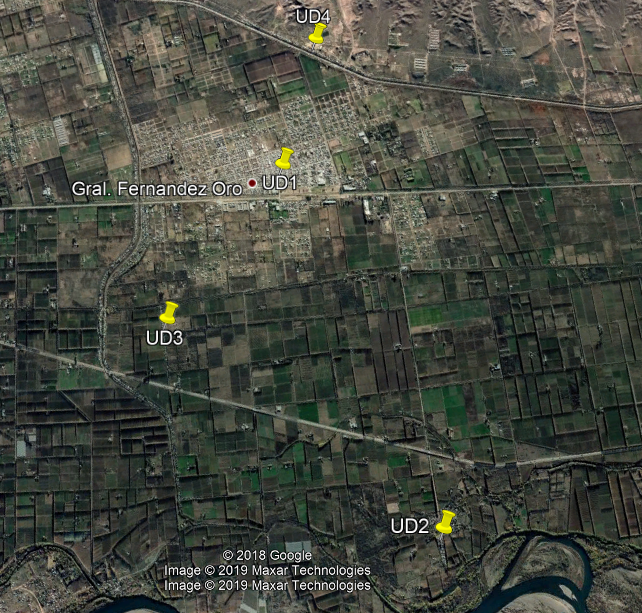 UD4
Gral. Fernandez Oro
UD1
UD3
UD2
© 2018 Google
Image © 2019 Maxar Technologies
Image © 2019 Maxar Technologies